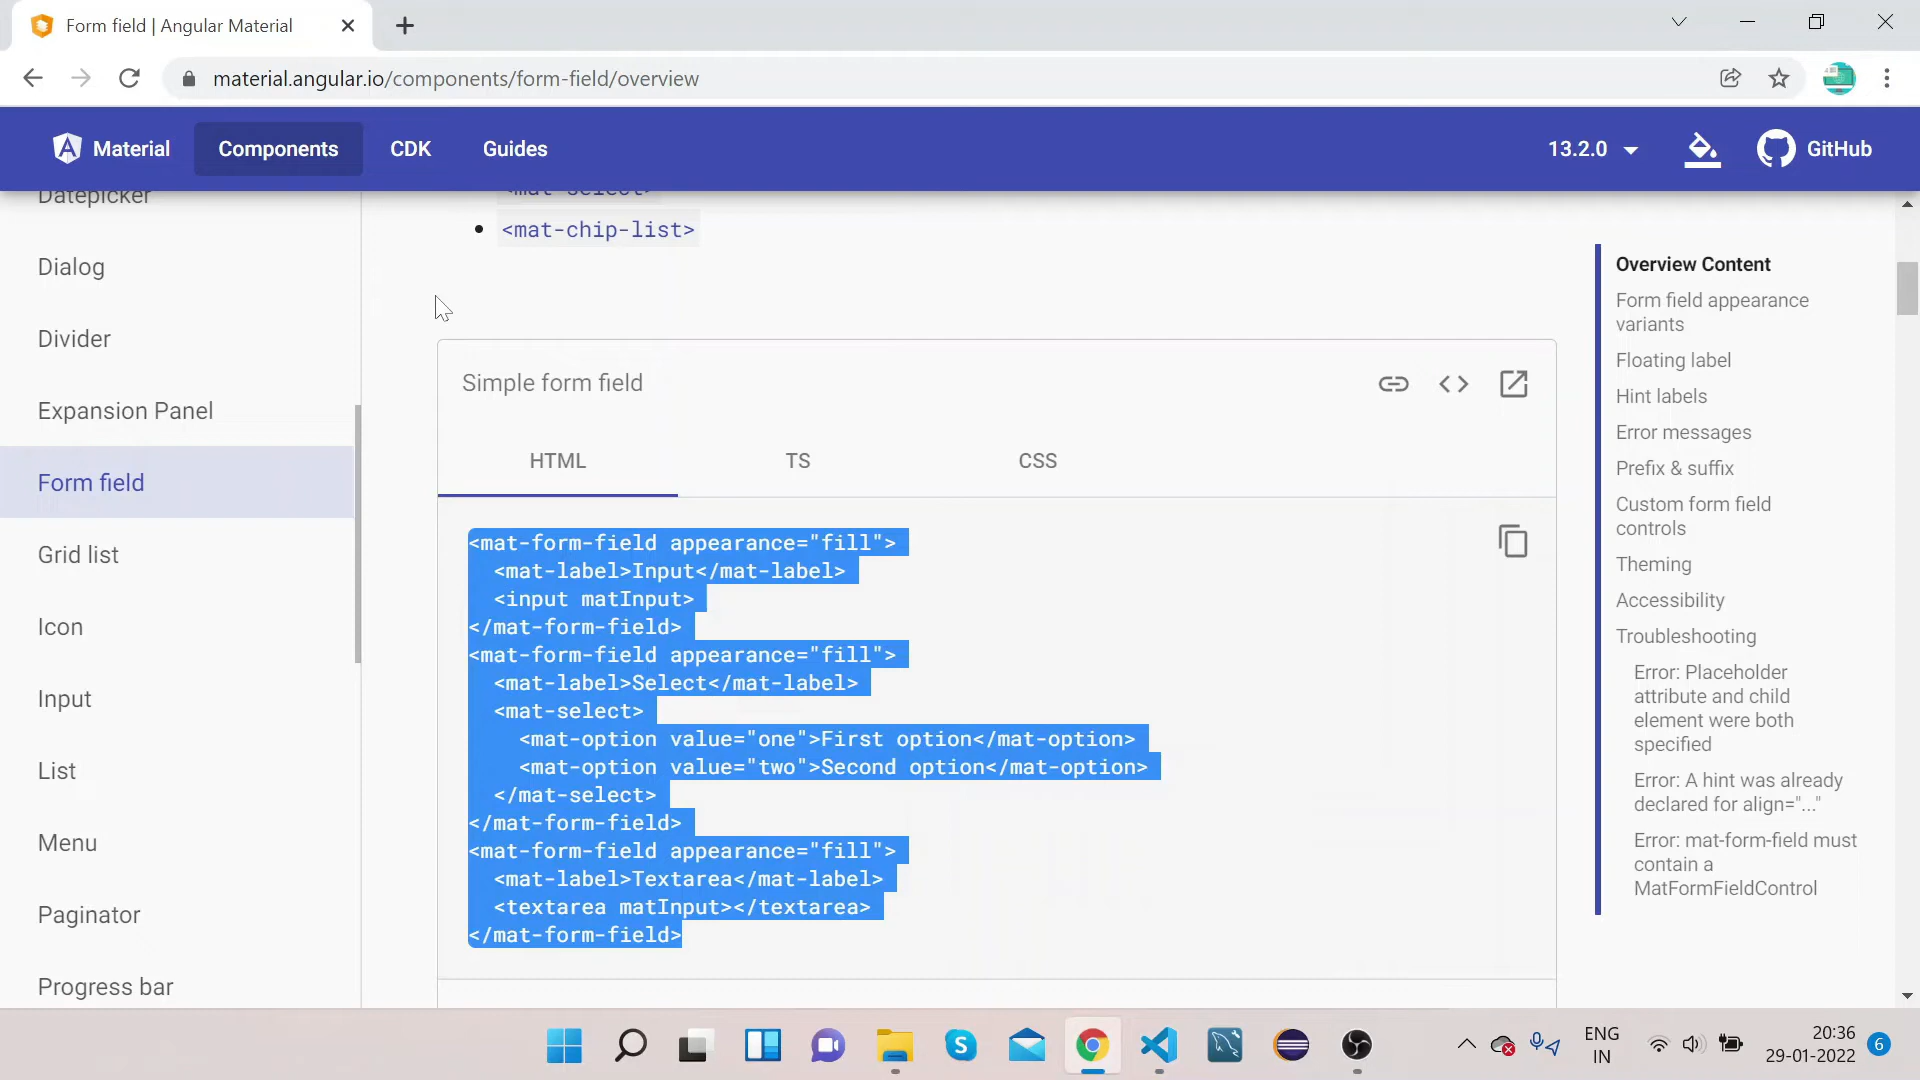 Form field | Angular Material
material.angular.io/components/form-field/overview
Material
Components
CDK
Guides
13.2.0
GitHub
Datepicker
Dialog
Divider
Expansion Panel
Form field
Grid list
Icon
Input
List
Menu
Paginator
Progress bar
<mat-select>
<mat-chip-list>
Simple form field
HTML
TS
CSS
<mat-form-field appearance="fill">
  <mat-label>Input</mat-label>
  <input matInput>
</mat-form-field>
<mat-form-field appearance="fill">
  <mat-label>Select</mat-label>
  <mat-select>
    <mat-option value="one">First option</mat-option>
    <mat-option value="two">Second option</mat-option>
  </mat-select>
</mat-form-field>
<mat-form-field appearance="fill">
  <mat-label>Textarea</mat-label>
  <textarea matInput></textarea>
</mat-form-field>
Overview Content
Form field appearance
variants
Floating label
Hint labels
Error messages
Prefix & suffix
Custom form field
controls
Theming
Accessibility
Troubleshooting
Error: Placeholder
attribute and child
element were both
specified
Error: A hint was already
declared for align="..."
Error: mat-form-field must
contain a
MatFormFieldControl
ENG
IN
20:36
29-01-2022
6